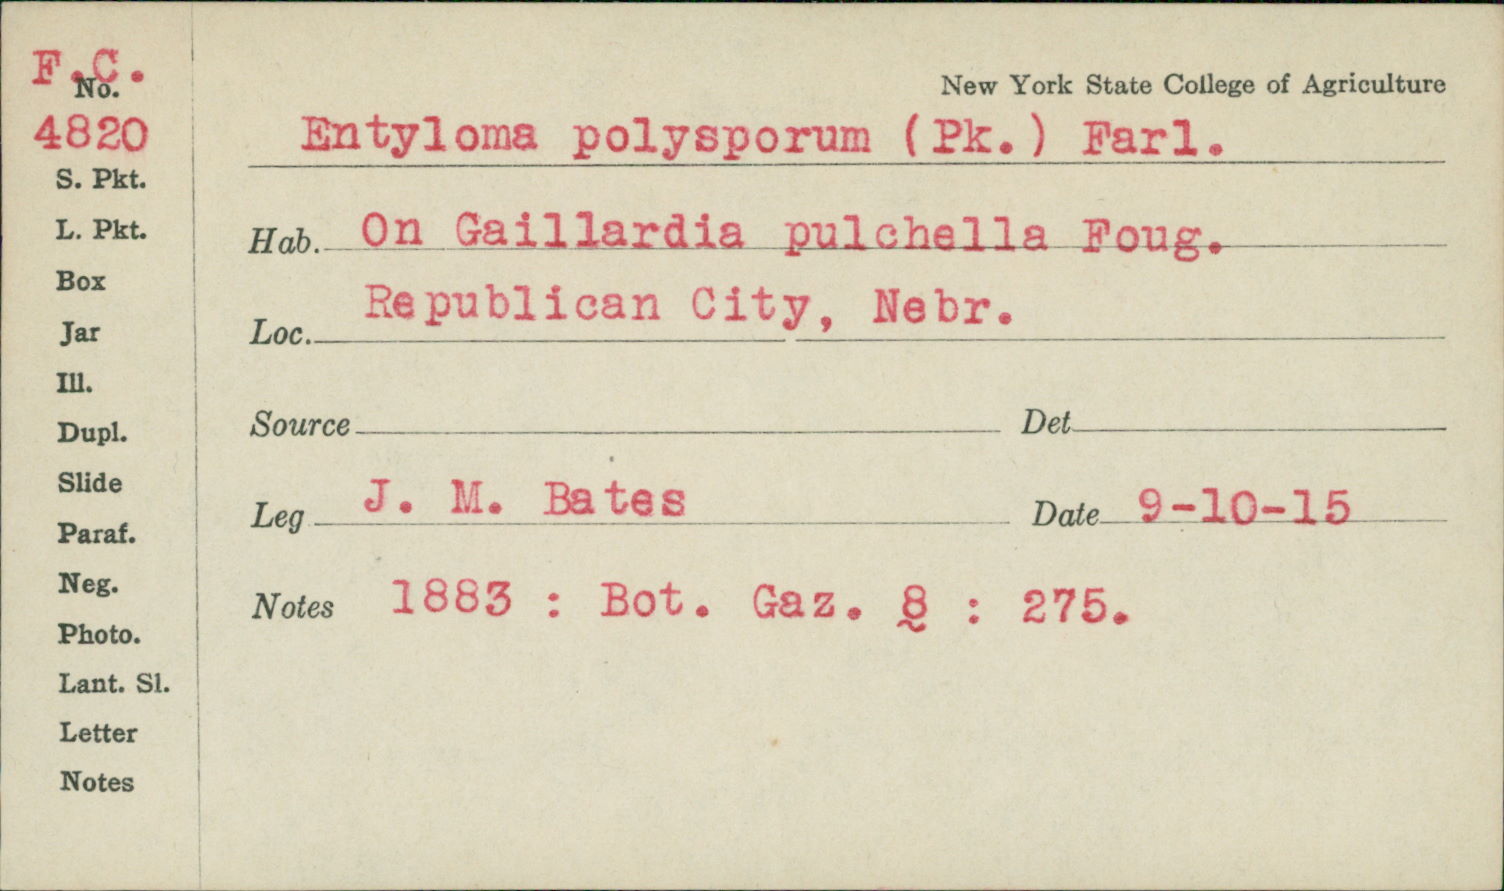 F.C.
No.
4820
S. Pkt.
L. Pkt.
Box
Jar
Ill.
Dupl.
Slide
Paraf.
Neg.
Photo.
Lant. Sl.
Letter
Notes
New York State College of Agriculture
Entyloma polysporum (Pk.) Farl.
Hab. On Gaillardia pulchella Foug.
Loc. Republican City, Nebr.
Source Det
Leg J. M. Bates Date 9-10-15
Notes 1883 : Bot. Gaz. 8 : 275.